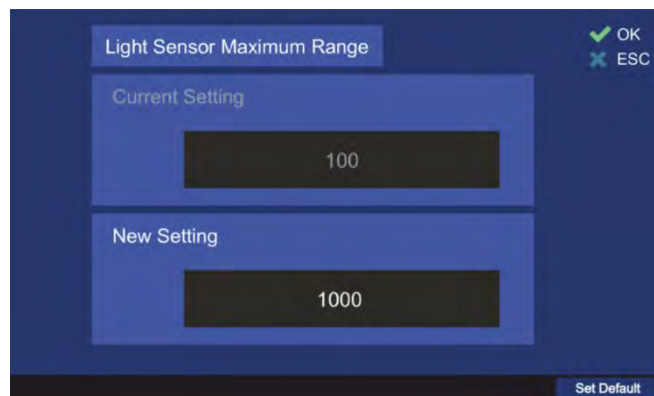 Light Sensor Maximum Range
OK
ESC
Current Setting
100
New Setting
1000
Set Default